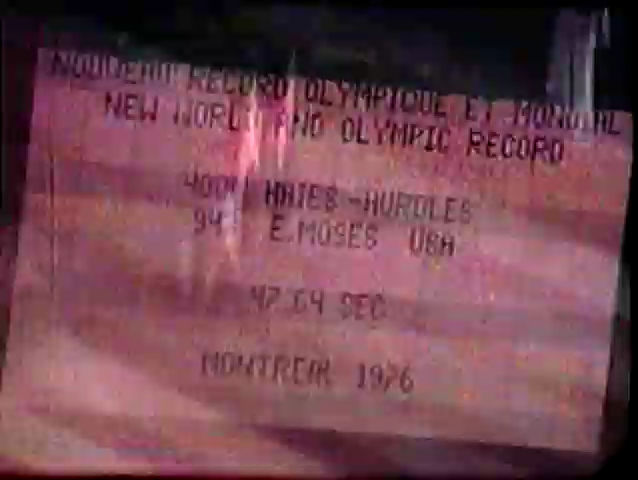 NOUVEAU RECORD OLYMPIQUE ET MONDIAL
NEW WORLD AND OLYMPIC RECORD
400M HAIES-HURDLES
94 E.MOSES USA
47.64 SEC
MONTREAL 1976